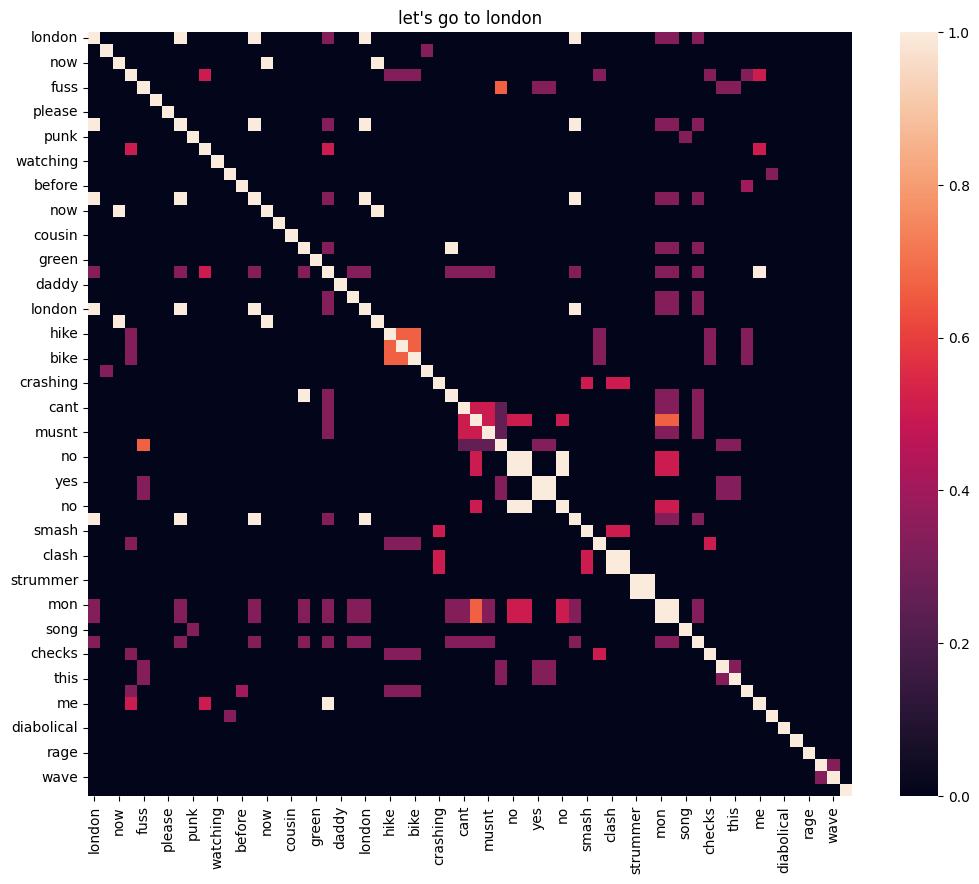 let's go to london
london
now
fuss
please
punk
watching
before
now
cousin
green
daddy
london
hike
bike
crashing
cant
musnt
no
yes
no
smash
clash
strummer
mon
song
checks
this
me
diabolical
rage
wave
london
now
fuss
please
punk
watching
before
now
cousin
green
daddy
london
hike
bike
crashing
cant
musnt
no
yes
no
smash
clash
strummer
mon
song
checks
this
me
diabolical
rage
wave
1.0
0.8
0.6
0.4
0.2
0.0